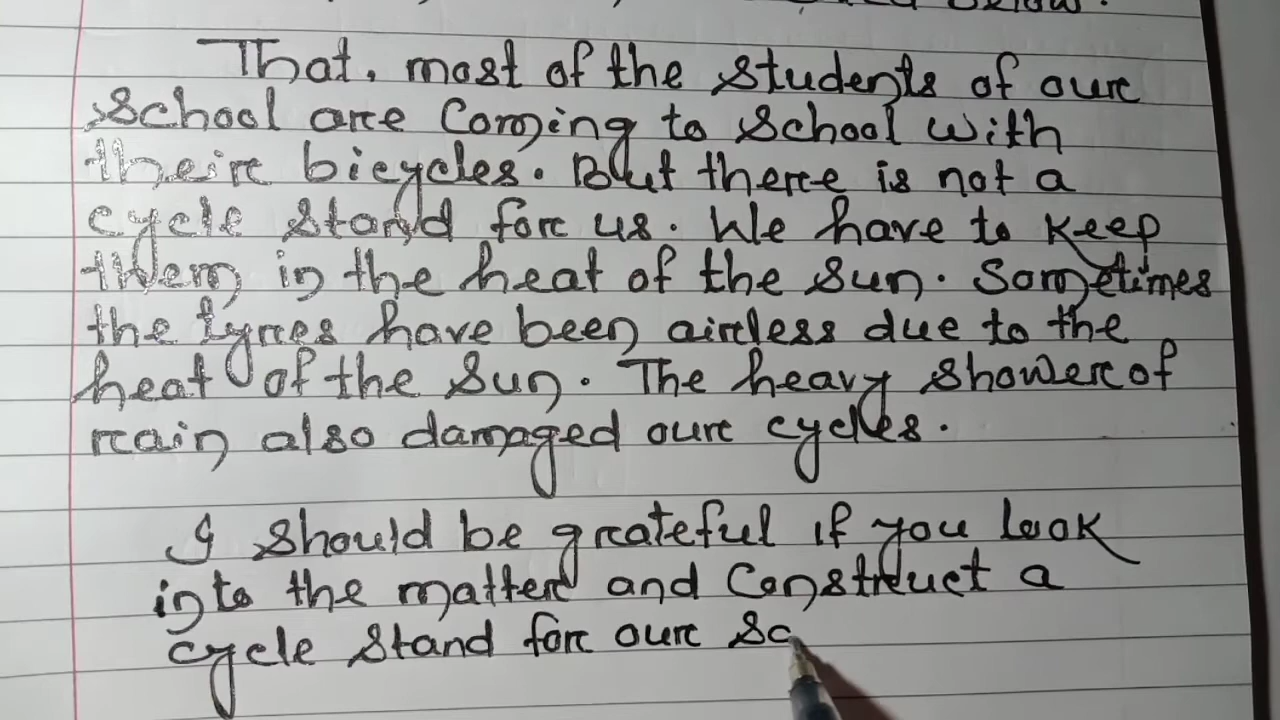 below.
That, most of the students of our
School are Coming to School with
their bicycles. But there is not a
cycle stand for us. We have to keep
them in the heat of the sun. Sometimes
the tyres have been airless due to the
heat of the sun. The heavy shower of
rain also damaged our cycles.
I should be grateful if you look
into the matter and Construct a
cycle stand for our Sc